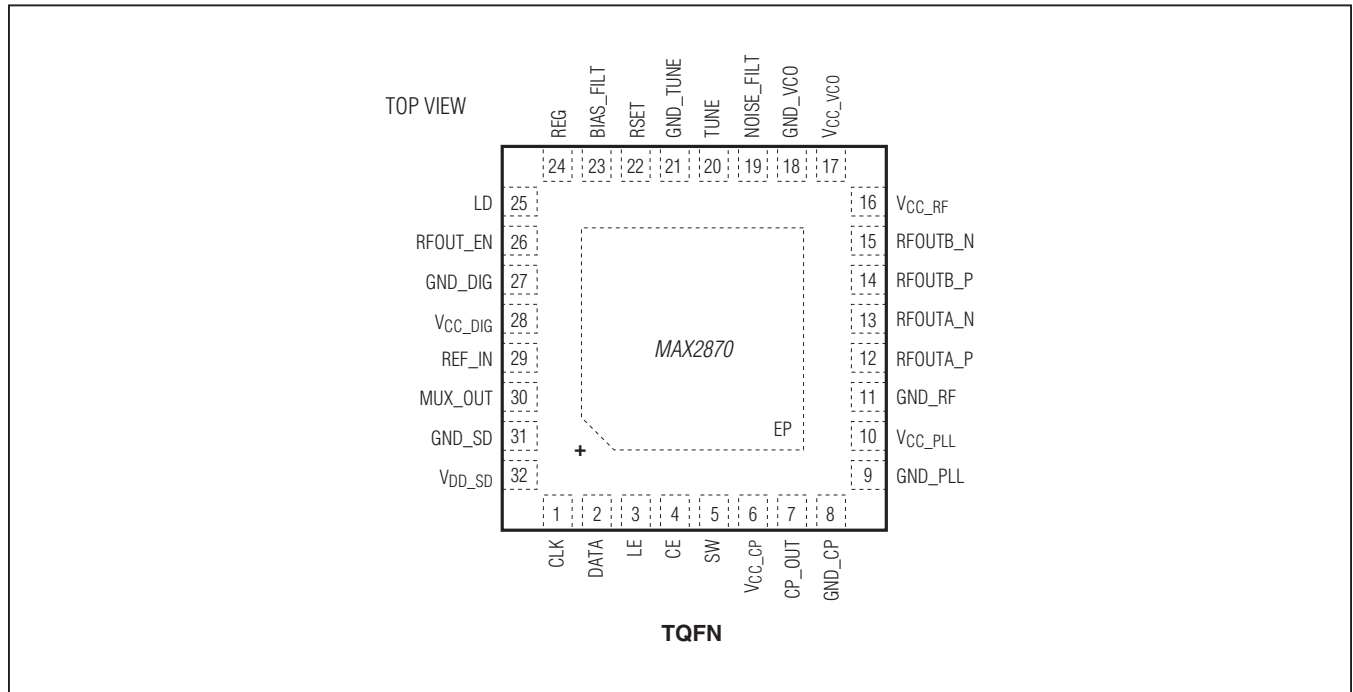 TOP VIEW
REG
BIAS_FILT
RSET
GND_TUNE
TUNE
NOISE_FILT
GND_VCO
VCC_VCO
24
23
22
21
20
19
18
17
LD 25
RFOUT_EN 26
GND_DIG 27
VCC_DIG 28
REF_IN 29
MUX_OUT 30
GND_SD 31
VDD_SD 32
16 VCC_RF
15 RFOUTB_N
14 RFOUTB_P
13 RFOUTA_N
12 RFOUTA_P
11 GND_RF
10 VCC_PLL
9 GND_PLL
MAX2870
EP
+
1
2
3
4
5
6
7
8
CLK
DATA
LE
CE
SW
VCC_CP
CP_OUT
GND_CP
TQFN